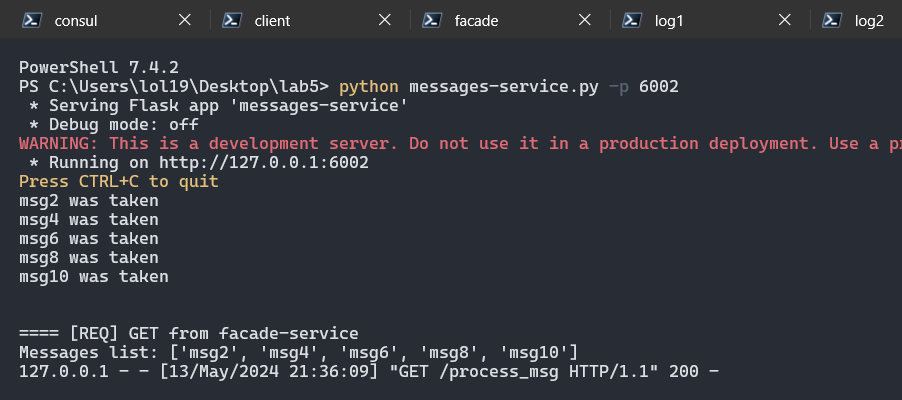 consul client facade log1 log2
PowerShell 7.4.2
PS C:\Users\lol19\Desktop\lab5> python messages-service.py -p 6002
 * Serving Flask app 'messages-service'
 * Debug mode: off
WARNING: This is a development server. Do not use it in a production deployment. Use a
 * Running on http://127.0.0.1:6002
Press CTRL+C to quit
msg2 was taken
msg4 was taken
msg6 was taken
msg8 was taken
msg10 was taken
==== [REQ] GET from facade-service
Messages list: ['msg2', 'msg4', 'msg6', 'msg8', 'msg10']
127.0.0.1 - - [13/May/2024 21:36:09] "GET /process_msg HTTP/1.1" 200 -